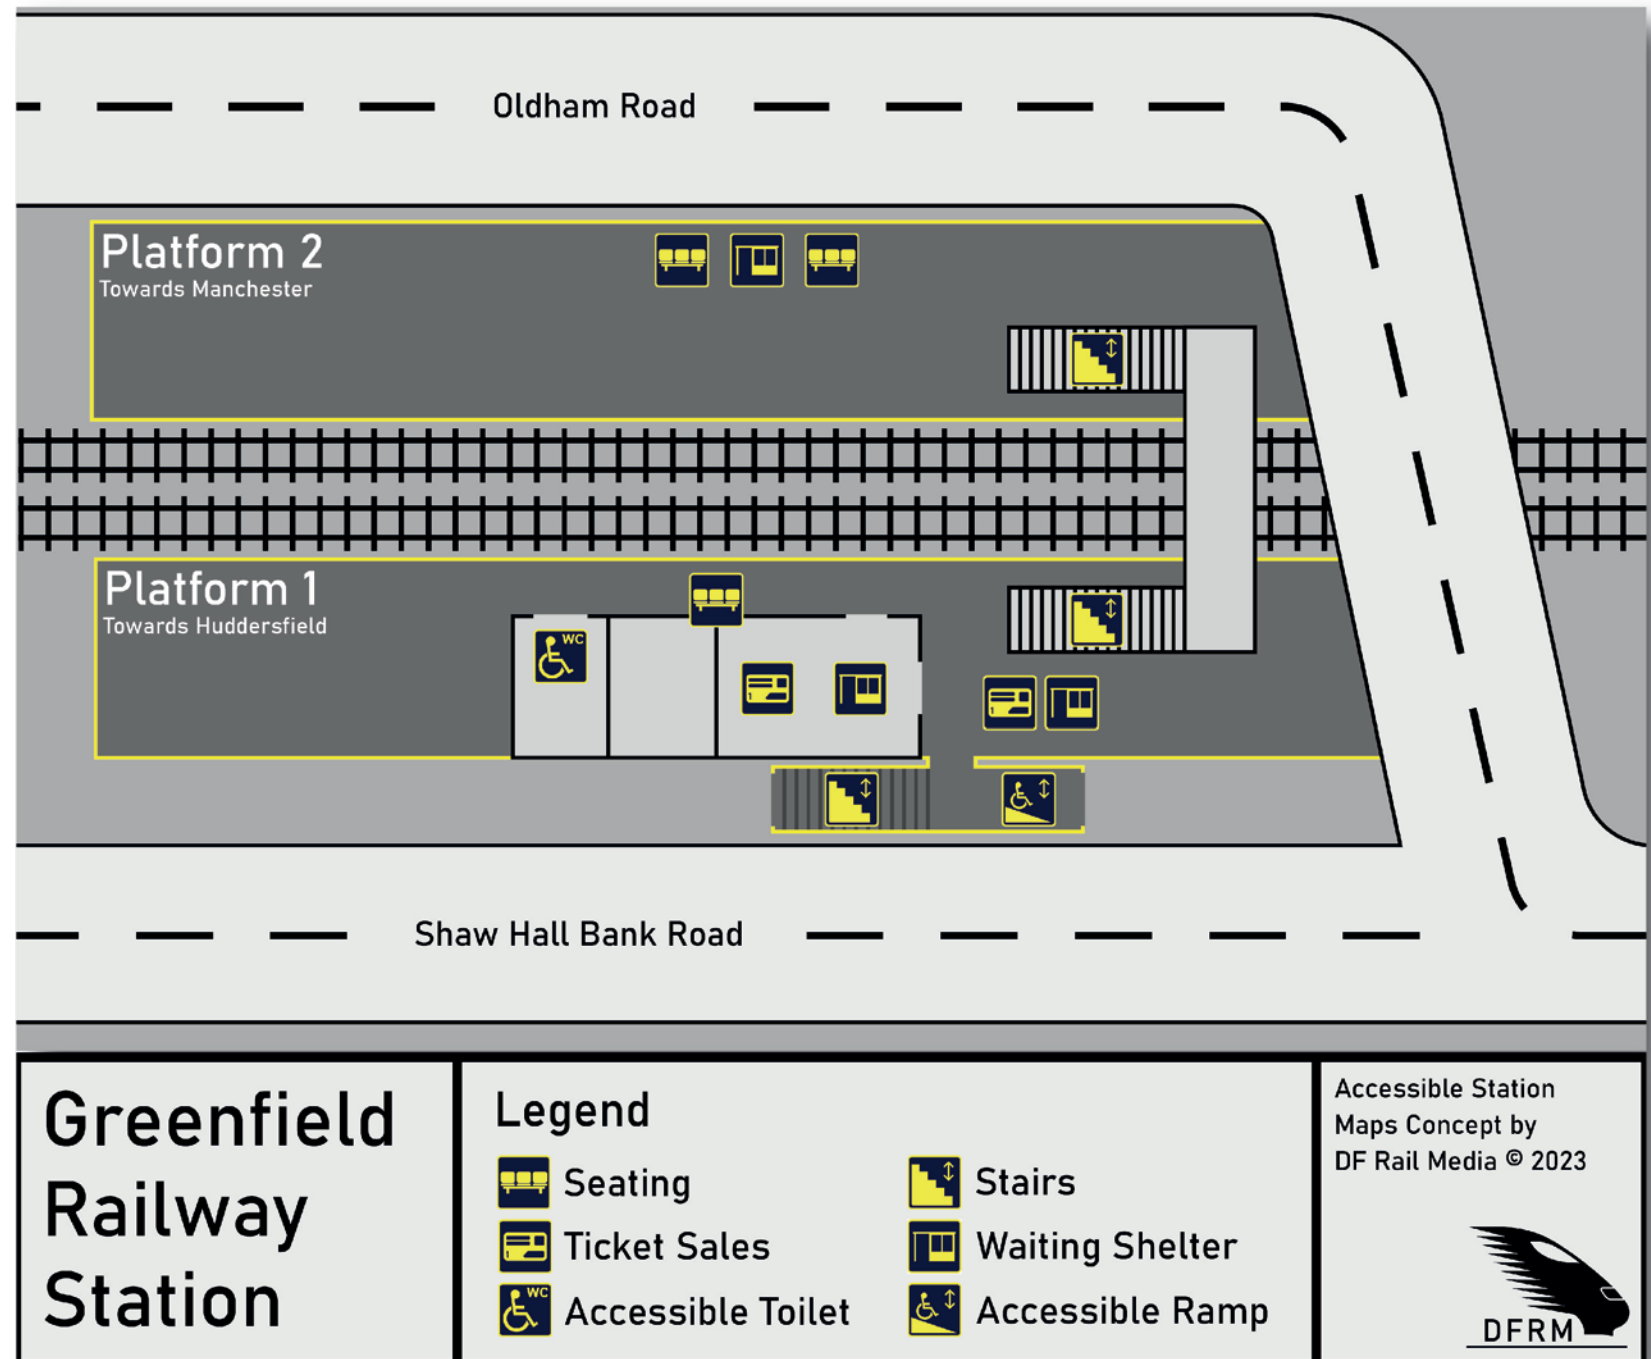 Oldham Road
Platform 2
Towards Manchester
Platform 1
Towards Huddersfield
WC
Shaw Hall Bank Road
Greenfield
Railway
Station
Legend
Seating
Ticket Sales
WC
Accessible Toilet
Stairs
Waiting Shelter
Accessible Ramp
Accessible Station
Maps Concept by
DF Rail Media © 2023
DFRM